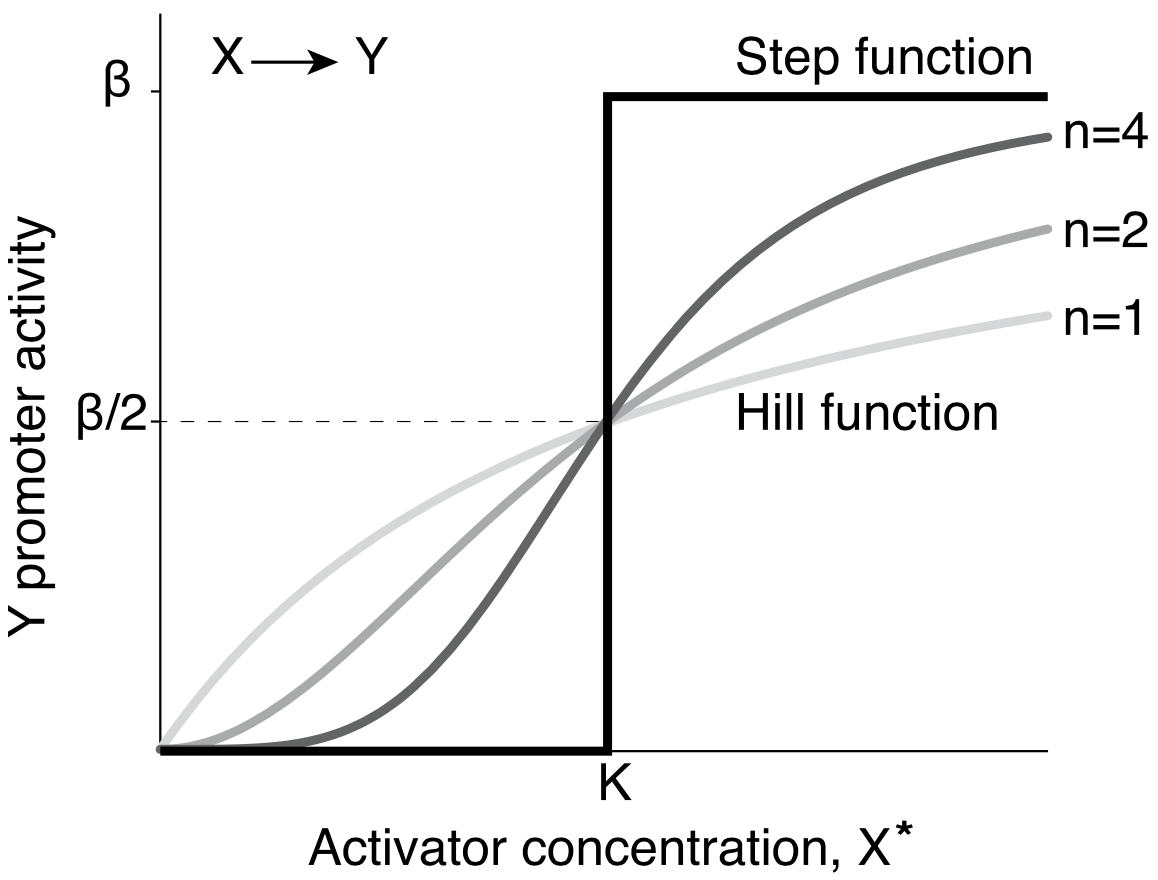 β
X → Y
Step function
n=4
n=2
n=1
β/2
Hill function
Y promoter activity
K
Activator concentration, X*